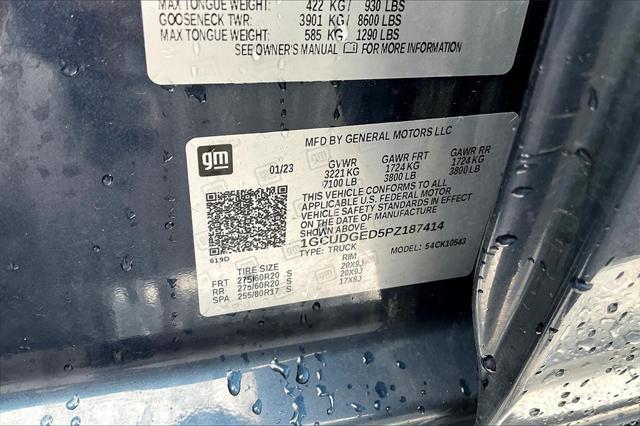 MAX TONGUE WEIGHT: 422 KG/ 930 LBS
GOOSENECK TWR: 3901 KG/ 8600 LBS
MAX TONGUE WEIGHT: 585 KG/ 1290 LBS
SEE OWNER'S MANUAL FOR MORE INFORMATION
MFD BY GENERAL MOTORS LLC
gm
01/23 GVWR GAWR FRT GAWR RR
3221 KG 1724 KG 1724 KG
7100 LB 3800 LB 3800 LB
THIS VEHICLE CONFORMS TO ALL
APPLICABLE U.S. FEDERAL MOTOR
VEHICLE SAFETY STANDARDS IN EFFECT
ON THE DATE OF MANUFACTURE
SHOWN ABOVE
1GCUDGED5PZ187414
619D
TYPE: TRUCK MODEL: 54CK10543
TIRE SIZE RIM
FRT 275/60R20 S 20X9J
RR 275/60R20 S 20X9J
SPA 255/80R17 S 17X8J